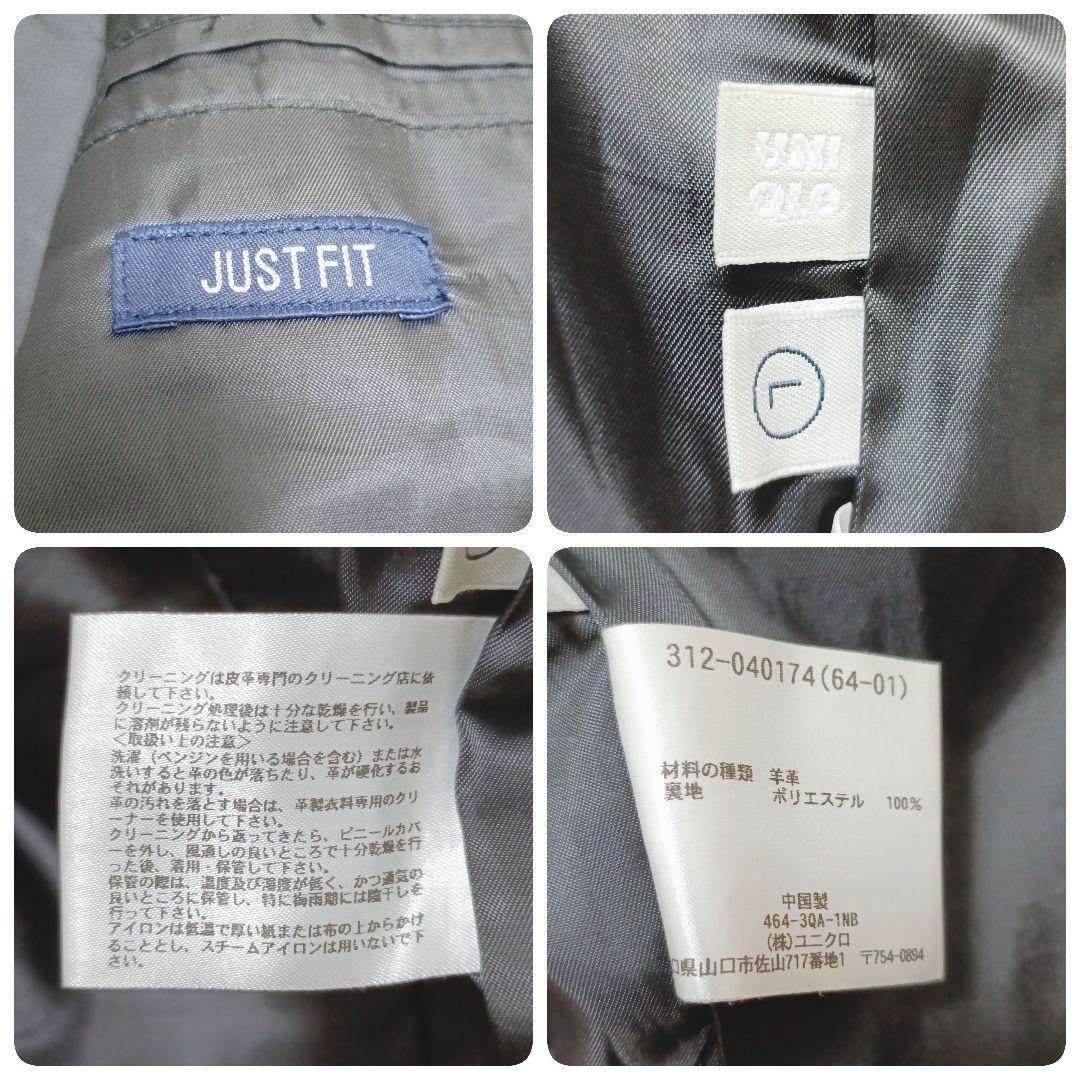 JUST FIT
UNI
QLO
L
クリーニングは皮革専門のクリーニング店に依
頼して下さい。
クリーニング処理後は十分な乾燥を行い、製品
に溶剤が残らないように注意して下さい。
＜取扱い上の注意＞
洗濯（ベンジンを用いる場合を含む）または水
洗いすると革の色が落ちたり、革が硬化するお
それがあります。
革の汚れを落とす場合は、革製衣料専用のクリ
ーナーを使用して下さい。
クリーニングから返ってきたら、ビニールカバ
ーを外し、風通しの良いところで十分乾燥を行
った後、着用・保管して下さい。
保管の際は、温度及び湿度が低く、かつ通気の
良いところに保管し、特に梅雨期には陰干しを
行って下さい。
アイロンは低温で厚い紙または布の上からかけ
ることとし、スチームアイロンは用いないで下
さい。
312-040174(64-01)
材料の種類 羊革
裏地 ポリエステル 100%
中国製
464-3QA-1NB
(株)ユニクロ
口県山口市佐山717番地1 〒754-0894